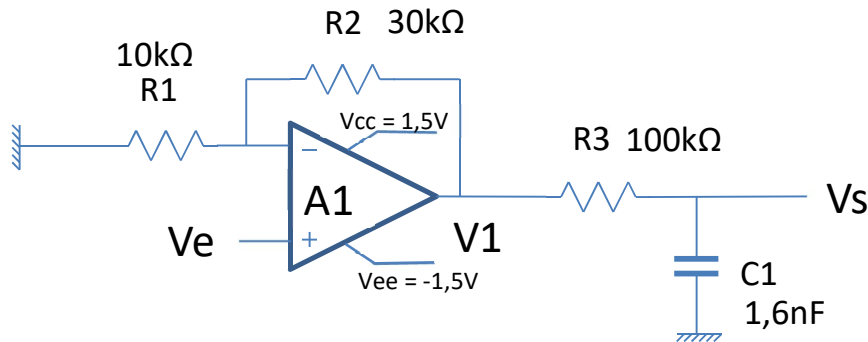 R2 30kΩ
10kΩ
R1
Vcc = 1,5V
−
R3 100kΩ
A1
Vs
Ve
+
V1
Vee = -1,5V
C1
1,6nF